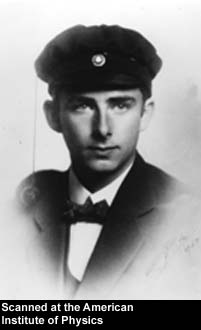 Scanned at the American
Institute of Physics